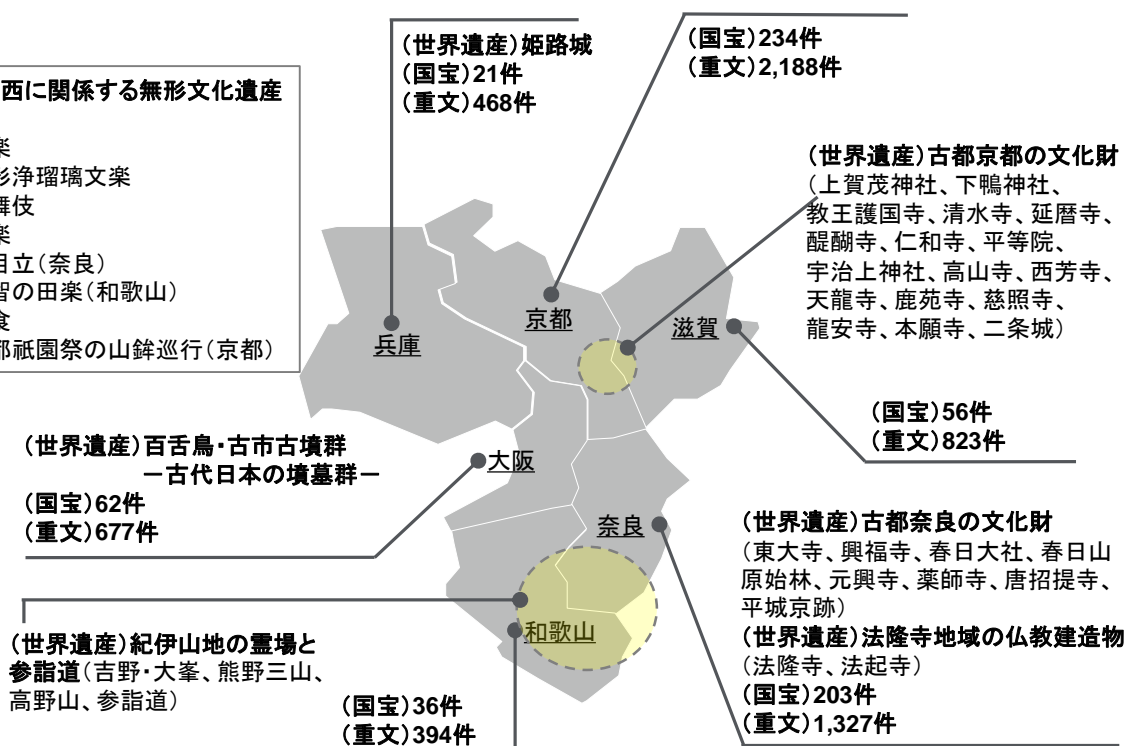 西に関係する無形文化遺産
楽
浄瑠璃文楽
舞伎
楽
目立(奈良)
智の田楽(和歌山)
食
都祇園祭の山鉾巡行(京都)
(世界遺産)姫路城
(国宝)21件
(重文)468件
(国宝)234件
(重文)2,188件
(世界遺産)古都京都の文化財
(上賀茂神社、下鴨神社、
教王護国寺、清水寺、延暦寺、
醍醐寺、仁和寺、平等院、
宇治上神社、高山寺、西芳寺、
天龍寺、鹿苑寺、慈照寺、
龍安寺、本願寺、二条城)
兵庫
京都
滋賀
(国宝)56件
(重文)823件
(世界遺産)百舌鳥・古市古墳群
ー古代日本の墳墓群ー
(国宝)62件
(重文)677件
大阪
奈良
(世界遺産)古都奈良の文化財
(東大寺、興福寺、春日大社、春日山
原始林、元興寺、薬師寺、唐招提寺、
平城京跡)
(世界遺産)法隆寺地域の仏教建造物
(法隆寺、法起寺)
(国宝)203件
(重文)1,327件
和歌山
(世界遺産)紀伊山地の霊場と
参詣道(吉野・大峯、熊野三山、
高野山、参詣道)
(国宝)36件
(重文)394件